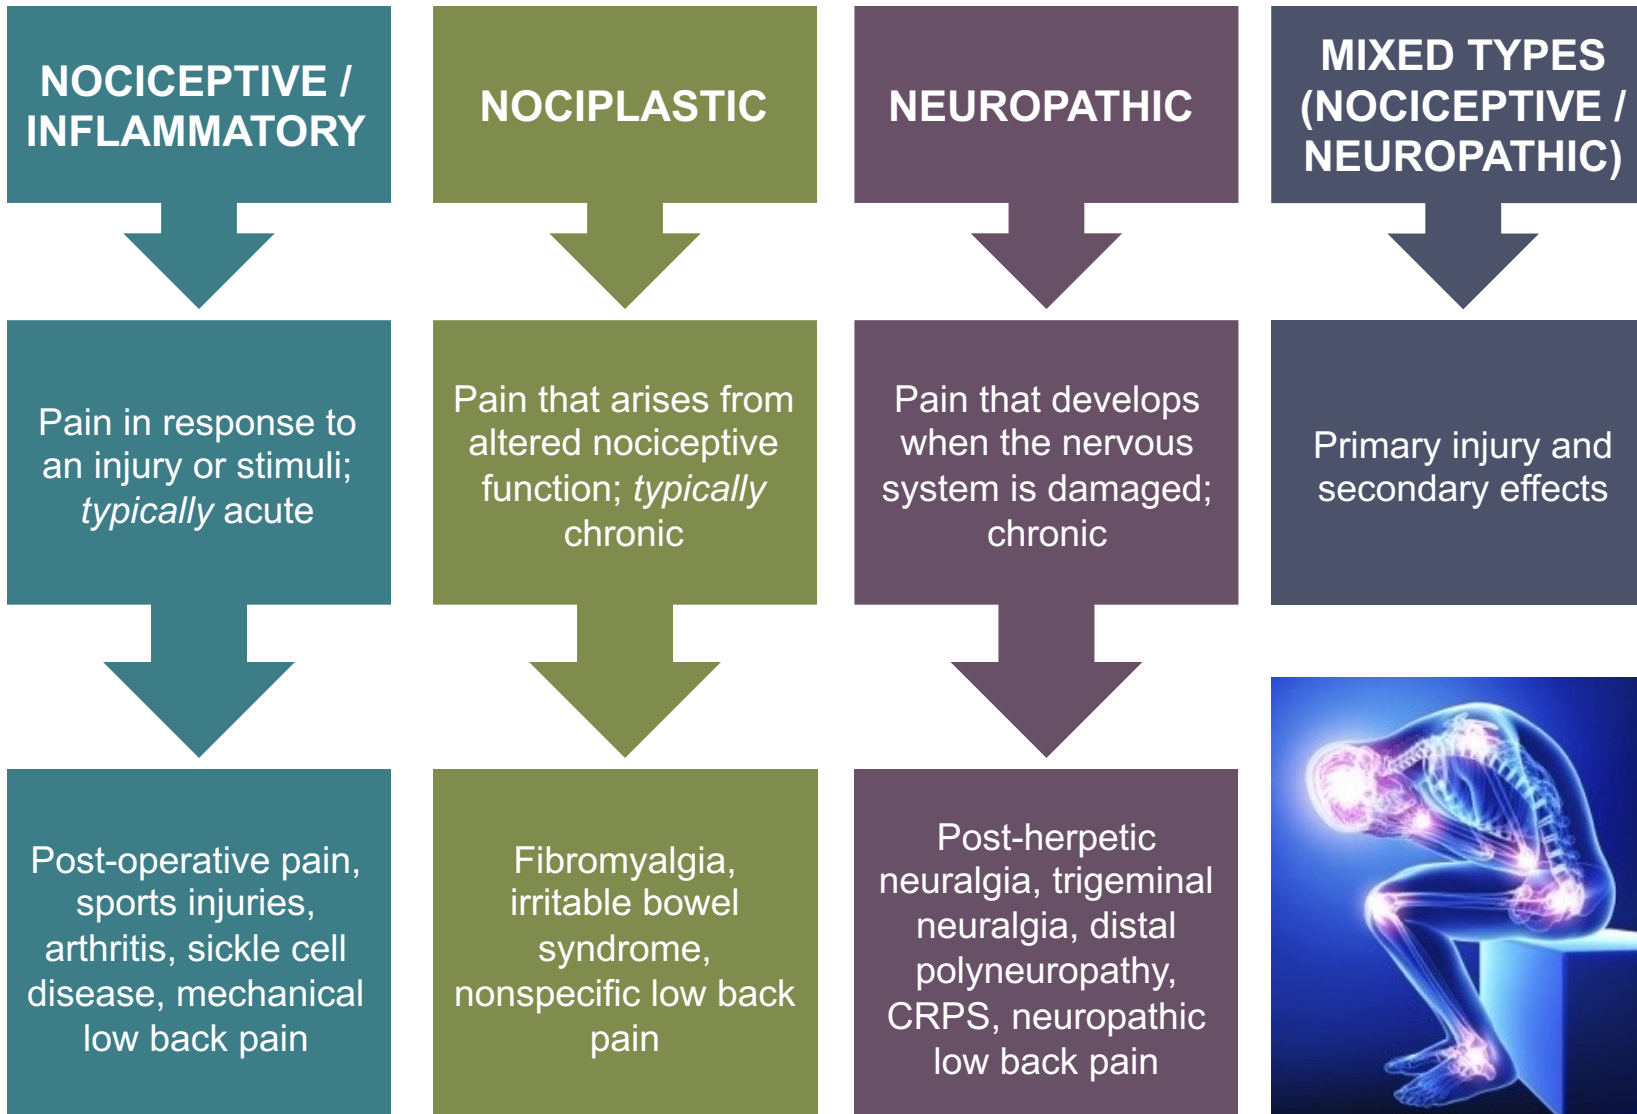 NOCICEPTIVE /
INFLAMMATORY
Pain in response to
an injury or stimuli;
typically acute
Post-operative pain,
sports injuries,
arthritis, sickle cell
disease, mechanical
low back pain
NOCIPLASTIC
Pain that arises from
altered nociceptive
function; typically
chronic
Fibromyalgia,
irritable bowel
syndrome,
nonspecific low back
pain
NEUROPATHIC
Pain that develops
when the nervous
system is damaged;
chronic
Post-herpetic
neuralgia, trigeminal
neuralgia, distal
polyneuropathy,
CRPS, neuropathic
low back pain
MIXED TYPES
(NOCICEPTIVE /
NEUROPATHIC)
Primary injury and
secondary effects